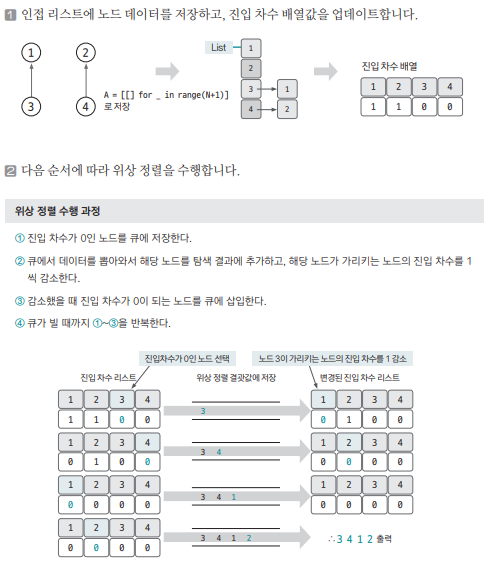 1 인접 리스트에 노드 데이터를 저장하고, 진입 차수 배열값을 업데이트합니다.
1 2
3 4
A = [[] for _ in range(N+1)]
로 저장
List
1
2
3 1
4 2
진입 차수 배열
1 2 3 4
1 1 0 0
2 다음 순서에 따라 위상 정렬을 수행합니다.
위상 정렬 수행 과정
① 진입 차수가 0인 노드를 큐에 저장한다.
② 큐에서 데이터를 뽑아와서 해당 노드를 탐색 결과에 추가하고, 해당 노드가 가리키는 노드의 진입 차수를 1
씩 감소한다.
③ 감소했을 때 진입 차수가 0이 되는 노드를 큐에 삽입한다.
④ 큐가 빌 때까지 ①~③을 반복한다.
진입차수가 0인 노드 선택 노드 3이 가리키는 노드의 진입 차수를 1 감소
진입 차수 리스트 위상 정렬 결괏값에 저장 변경된 진입 차수 리스트
1 2 3 4 1 2 3 4
1 1 0 0 3 0 1 0 0
1 2 3 4 1 2 3 4
0 1 0 0 3 4 0 0 0 0
1 2 3 4 1 2 3 4
0 0 0 0 3 4 1 0 0 0 0
1 2 3 4
0 0 0 0 3 4 1 2 ∴ 3 4 1 2 출력